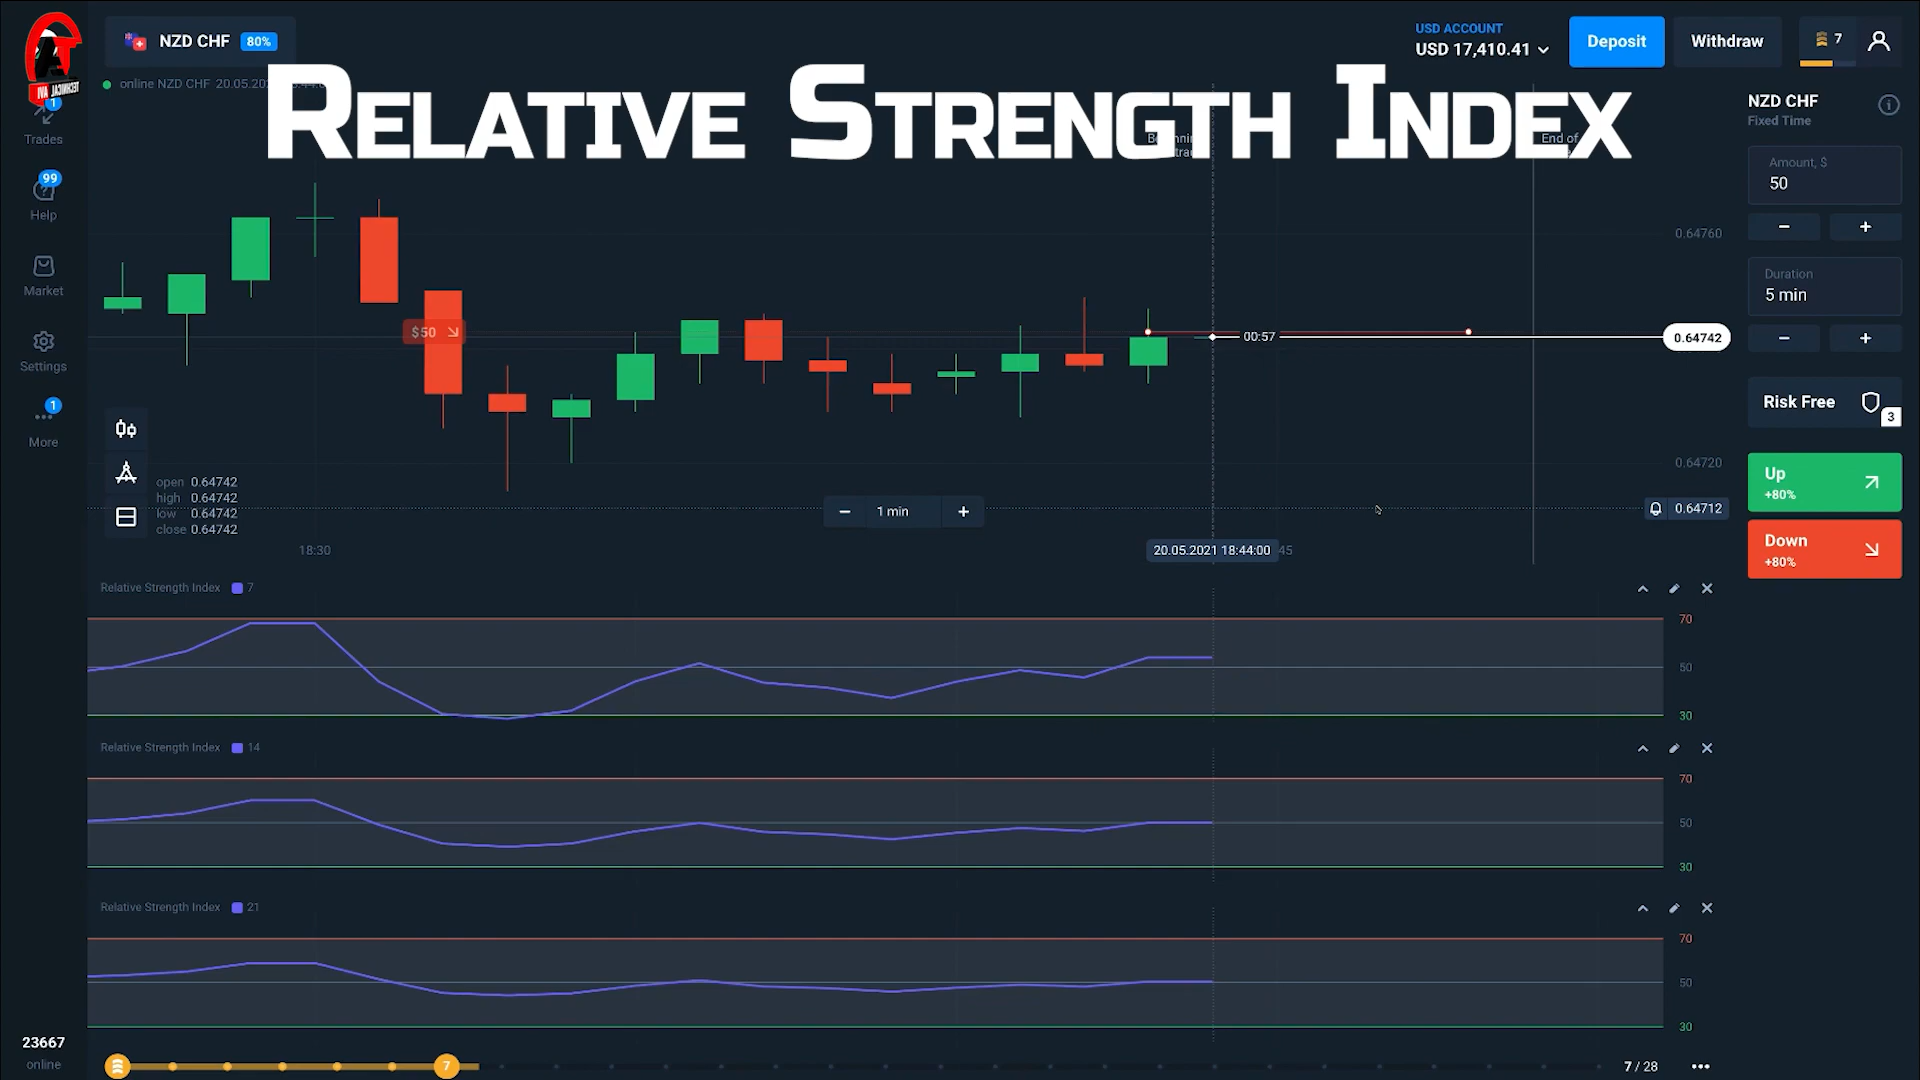 NZD CHF 80%
USD ACCOUNT
USD 17,410.41
Deposit
Withdraw
7
online NZD CHF
RELATIVE STRENGTH INDEX
TECHNICAL AVI
1
Trades
99
Help
Market
Settings
1
More
End of
NZD CHF
Fixed Time
Amount, $
50
− +
Duration
5 min
− +
Risk Free
3
Up
+80%
Down
+80%
0.64760
$50
00:57
0.64742
0.64720
0.64712
open 0.64742
high 0.64742
low 0.64742
close 0.64742
− 1 min +
18:30
20.05.2021 18:44:00
45
Relative Strength Index 7
70
50
30
Relative Strength Index 14
70
50
30
Relative Strength Index 21
70
50
30
23667
online
7
7 / 28